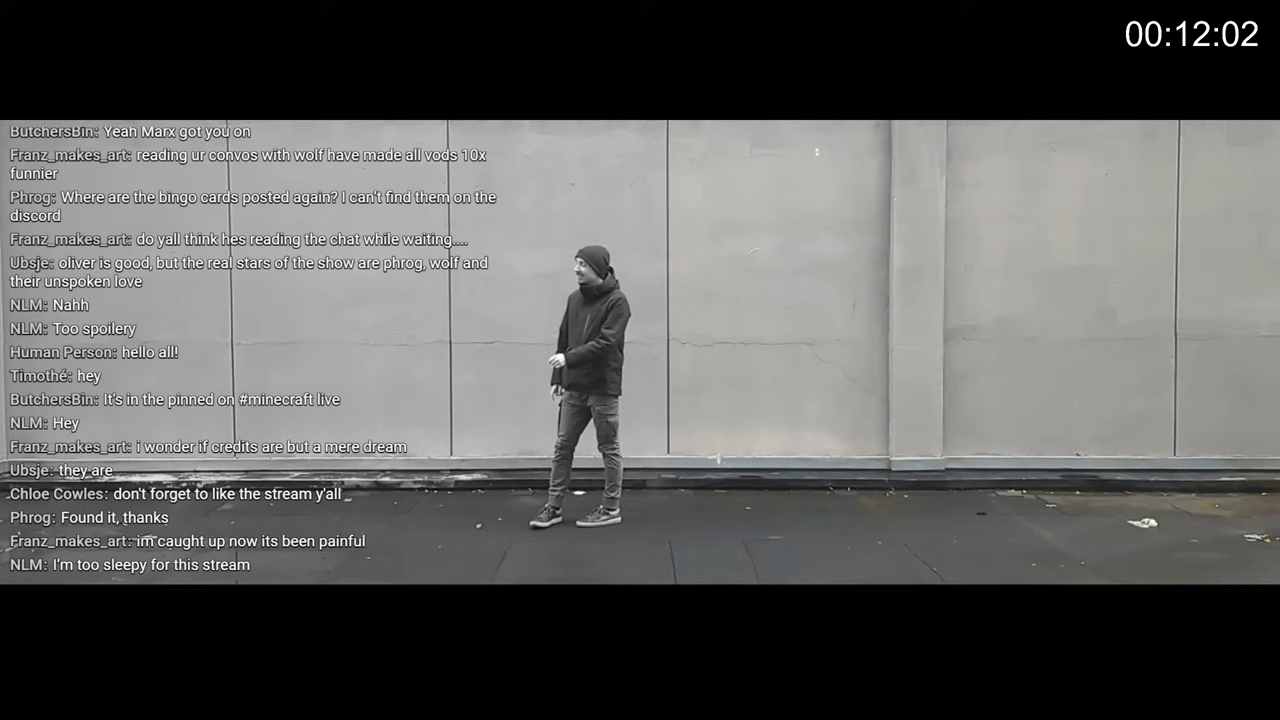 00:12:02
ButchersBin: Yeah Marx got you on
Franz_makes_art: reading ur convos with wolf have made all vods 10x
funnier
Phrog: Where are the bingo cards posted again? I can't find them on the
discord
Franz_makes_art: do yall think hes reading the chat while waiting....
Ubsje: oliver is good, but the real stars of the show are phrog, wolf and
their unspoken love
NLM: Nahh
NLM: Too spoilery
Human Person: hello all!
Timothé: hey
ButchersBin: It's in the pinned on #minecraft live
NLM: Hey
Franz_makes_art: i wonder if credits are but a mere dream
Ubsje: they are
Chloe Cowles: don't forget to like the stream y'all
Phrog: Found it, thanks
Franz_makes_art: im caught up now its been painful
NLM: I'm too sleepy for this stream